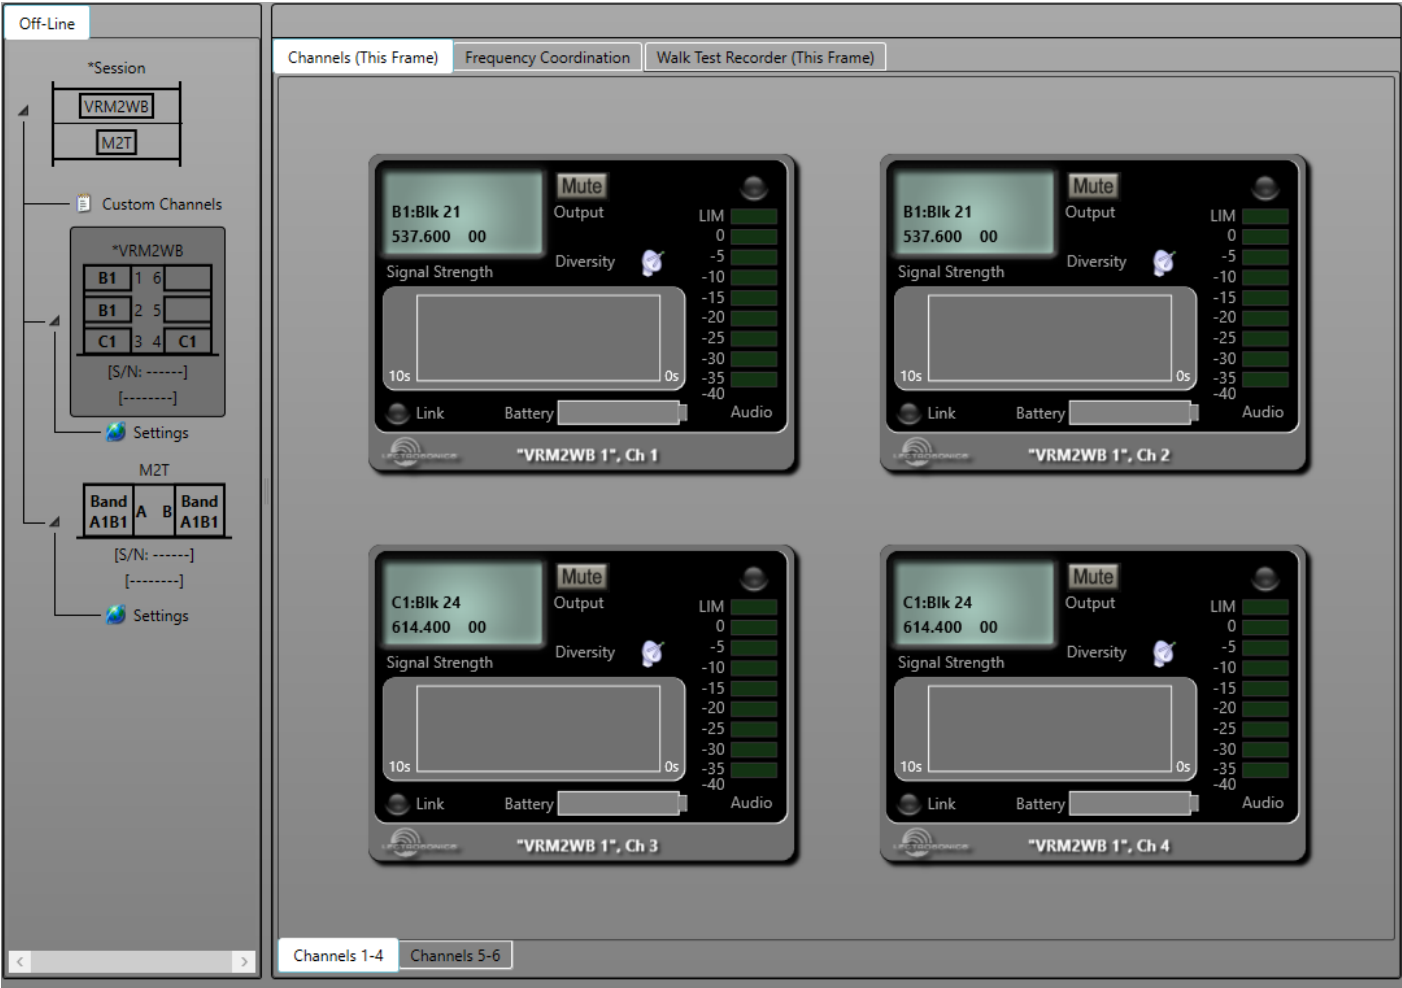 Off-Line
*Session
VRM2WB
M2T
Custom Channels
*VRM2WB
B1 1 6
B1 2 5
C1 3 4 C1
[S/N: ------]
[--------]
Settings
M2T
Band A1B1 A B Band A1B1
[S/N: ------]
[--------]
Settings
Channels (This Frame) Frequency Coordination Walk Test Recorder (This Frame)
B1:Blk 21
537.600 00
Mute
Output
Diversity
Signal Strength
10s 0s
Link Battery
LIM
0
-5
-10
-15
-20
-25
-30
-35
-40
Audio
LECTROSONICS
"VRM2WB 1", Ch 1
B1:Blk 21
537.600 00
Mute
Output
Diversity
Signal Strength
10s 0s
Link Battery
LIM
0
-5
-10
-15
-20
-25
-30
-35
-40
Audio
LECTROSONICS
"VRM2WB 1", Ch 2
C1:Blk 24
614.400 00
Mute
Output
Diversity
Signal Strength
10s 0s
Link Battery
LIM
0
-5
-10
-15
-20
-25
-30
-35
-40
Audio
LECTROSONICS
"VRM2WB 1", Ch 3
C1:Blk 24
614.400 00
Mute
Output
Diversity
Signal Strength
10s 0s
Link Battery
LIM
0
-5
-10
-15
-20
-25
-30
-35
-40
Audio
LECTROSONICS
"VRM2WB 1", Ch 4
Channels 1-4 Channels 5-6